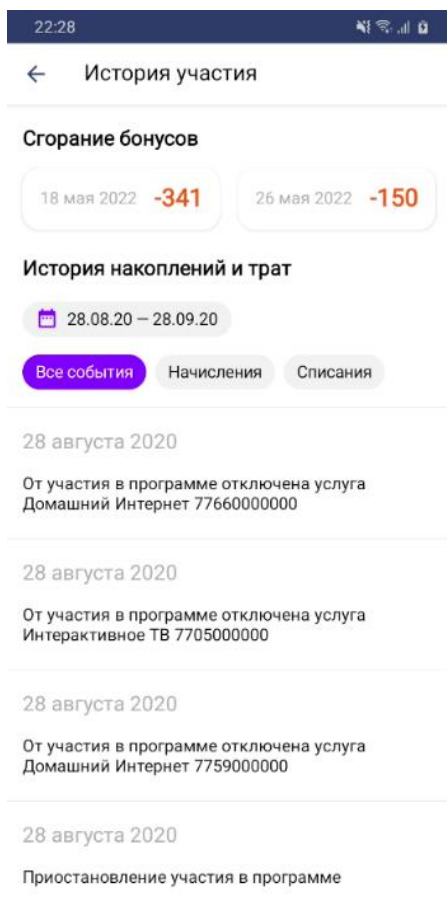 22:28
История участия
Сгорание бонусов
18 мая 2022 -341 26 мая 2022 -150
История накоплений и трат
28.08.20 – 28.09.20
Все события Начисления Списания
28 августа 2020
От участия в программе отключена услуга
Домашний Интернет 77660000000
28 августа 2020
От участия в программе отключена услуга
Интерактивное ТВ 7705000000
28 августа 2020
От участия в программе отключена услуга
Домашний Интернет 7759000000
28 августа 2020
Приостановление участия в программе